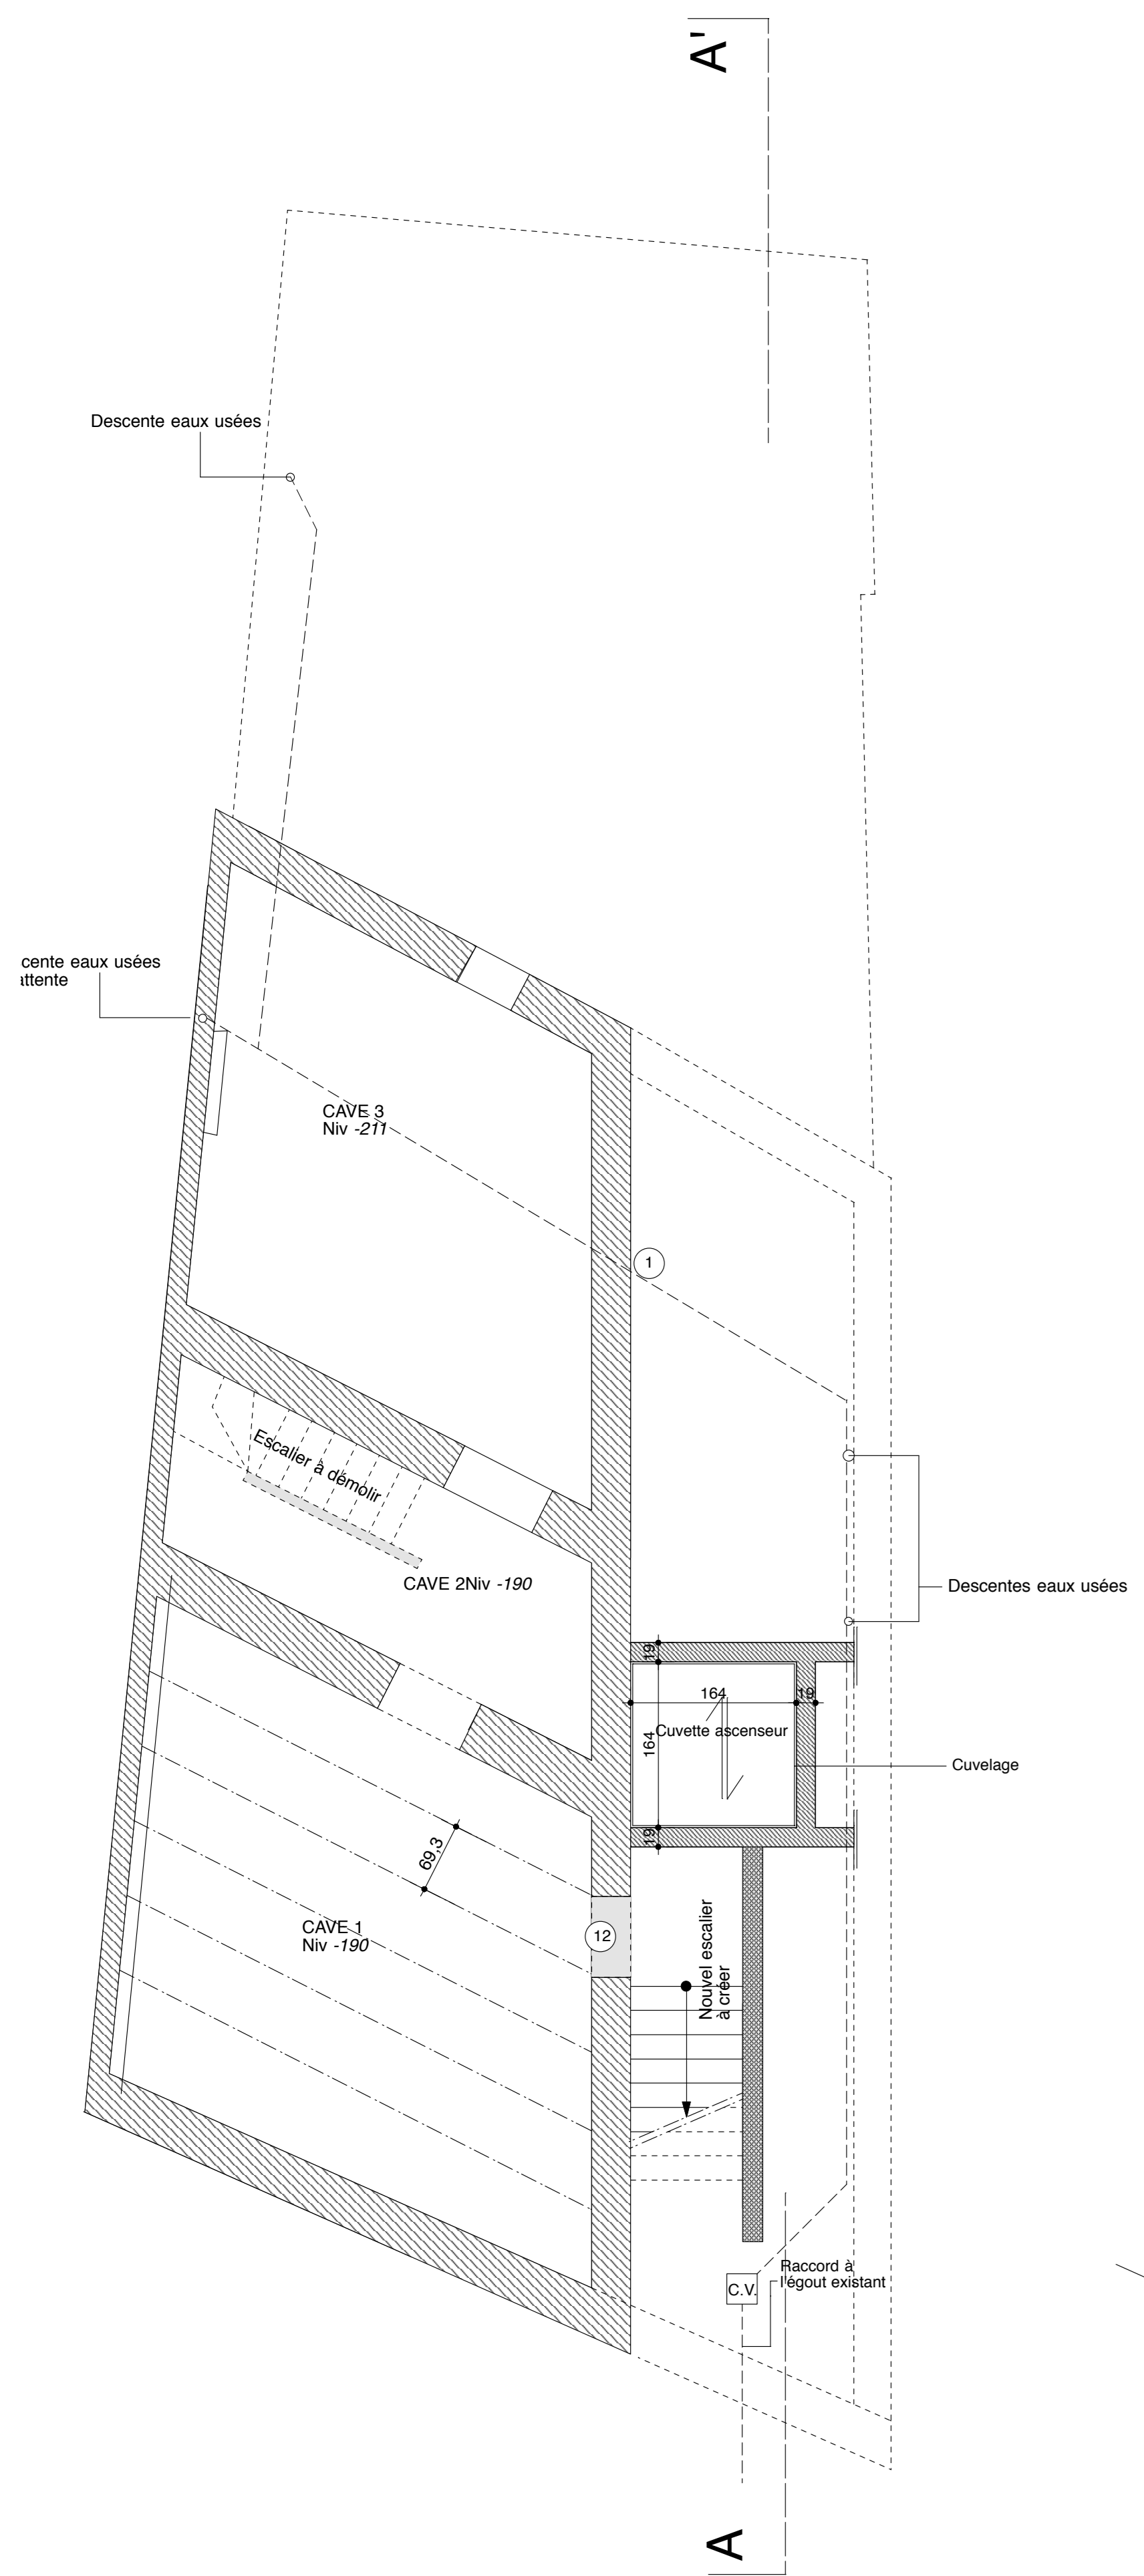 A'
Descente eaux usées
cente eaux usées
attente
CAVE 3
Niv -211
1
Escalier à démolir
CAVE 2Niv -190
Descentes eaux usées
19
164
19
Cuvette ascenseur
164
Cuvelage
19
69,3
CAVE 1
Niv -190
12
Nouvel escalier
à créer
Raccord à
l'égout existant
C.V.
A